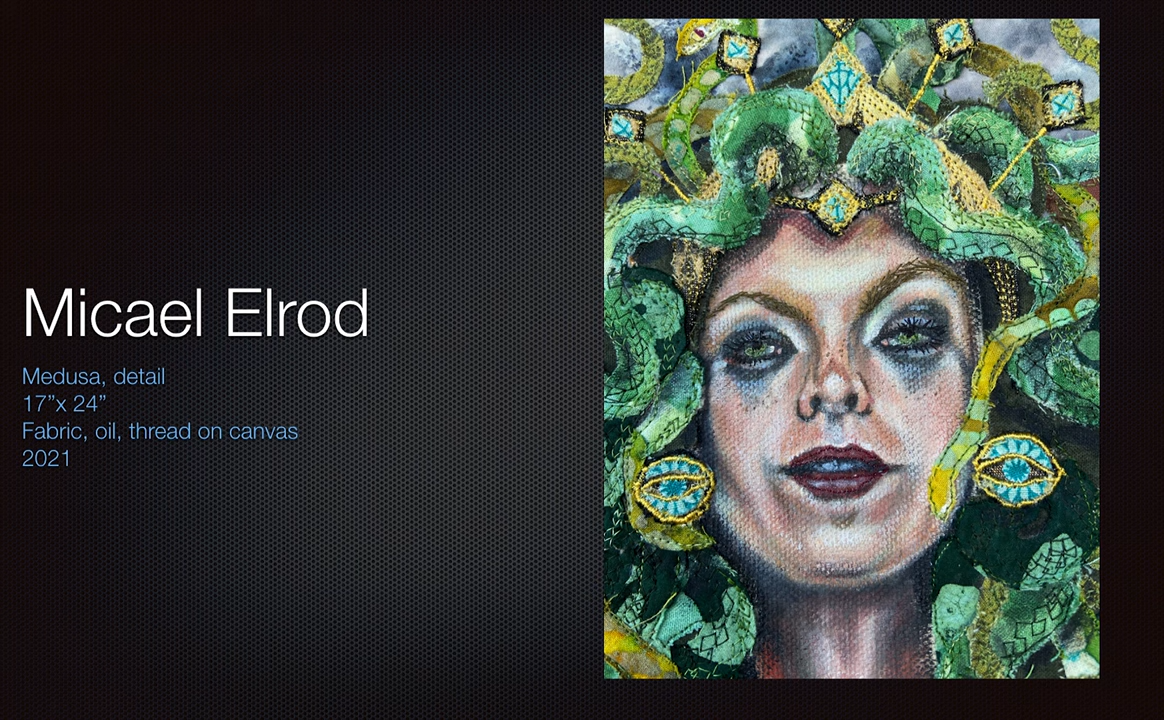 Micael Elrod
Medusa, detail
17”x 24”
Fabric, oil, thread on canvas
2021